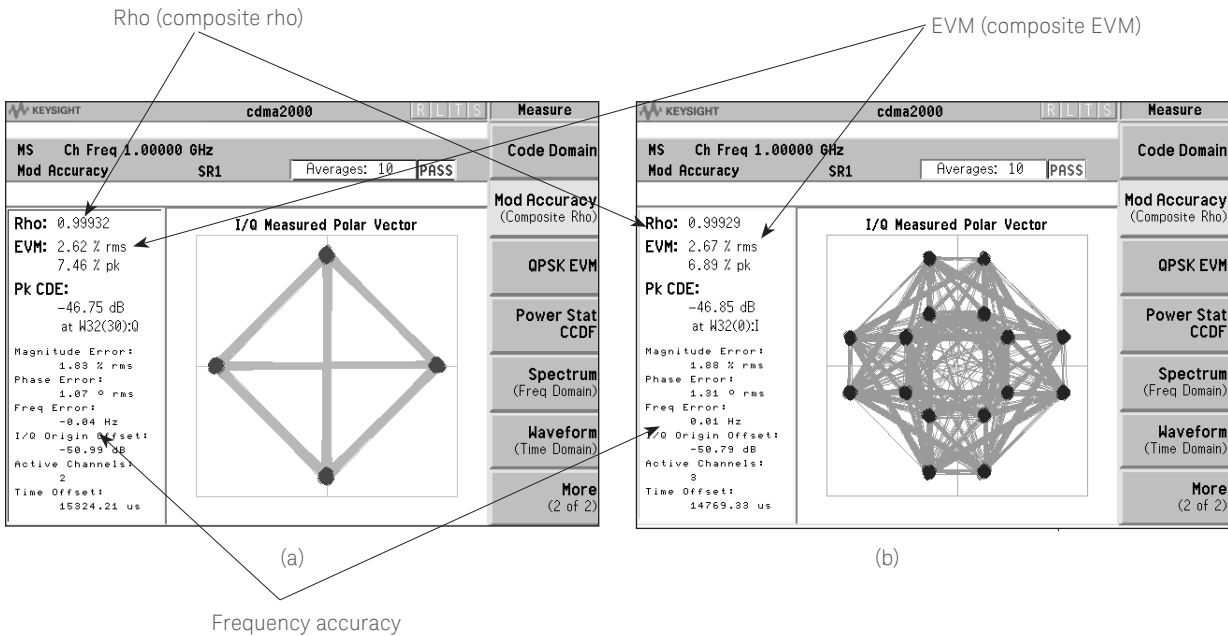 Rho (composite rho)
EVM (composite EVM)
KEYSIGHT cdma2000 R L T S Measure
MS Ch Freq 1.00000 GHz
Mod Accuracy SR1 Averages: 10 PASS
Rho: 0.99932
EVM: 2.62 % rms
7.46 % pk
Pk CDE:
-46.75 dB
at W32(30):Q
Magnitude Error:
1.83 % rms
Phase Error:
1.07 º rms
Freq Error:
-0.04 Hz
I/Q Origin Offset:
-50.99 dB
Active Channels:
2
Time Offset:
15324.21 us
I/Q Measured Polar Vector
Code Domain
Mod Accuracy
(Composite Rho)
QPSK EVM
Power Stat
CCDF
Spectrum
(Freq Domain)
Waveform
(Time Domain)
More
(2 of 2)
(a)
KEYSIGHT cdma2000 R L T S Measure
MS Ch Freq 1.00000 GHz
Mod Accuracy SR1 Averages: 10 PASS
Rho: 0.99929
EVM: 2.67 % rms
6.89 % pk
Pk CDE:
-46.85 dB
at W32(0):I
Magnitude Error:
1.88 % rms
Phase Error:
1.31 º rms
Freq Error:
0.01 Hz
I/Q Origin Offset:
-50.79 dB
Active Channels:
3
Time Offset:
14769.33 us
I/Q Measured Polar Vector
Code Domain
Mod Accuracy
(Composite Rho)
QPSK EVM
Power Stat
CCDF
Spectrum
(Freq Domain)
Waveform
(Time Domain)
More
(2 of 2)
(b)
Frequency accuracy